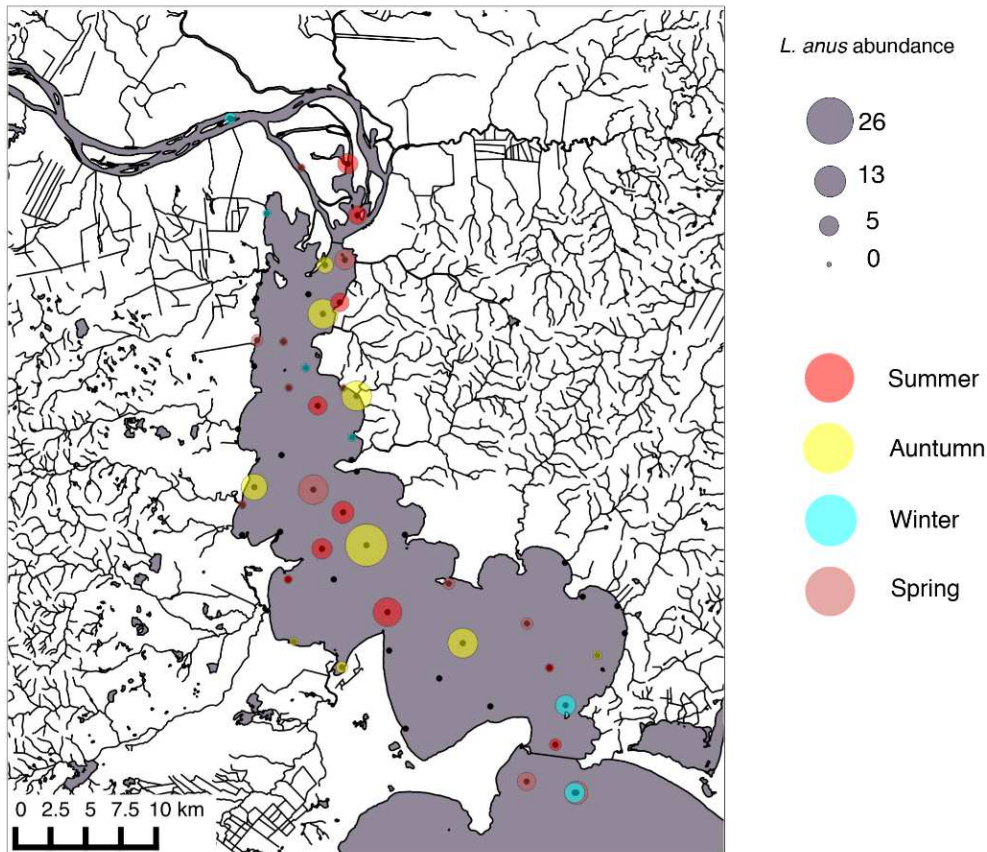 L. anus abundance
26
13
5
0
Summer
Auntumn
Winter
Spring
0 2.5 5 7.5 10 km